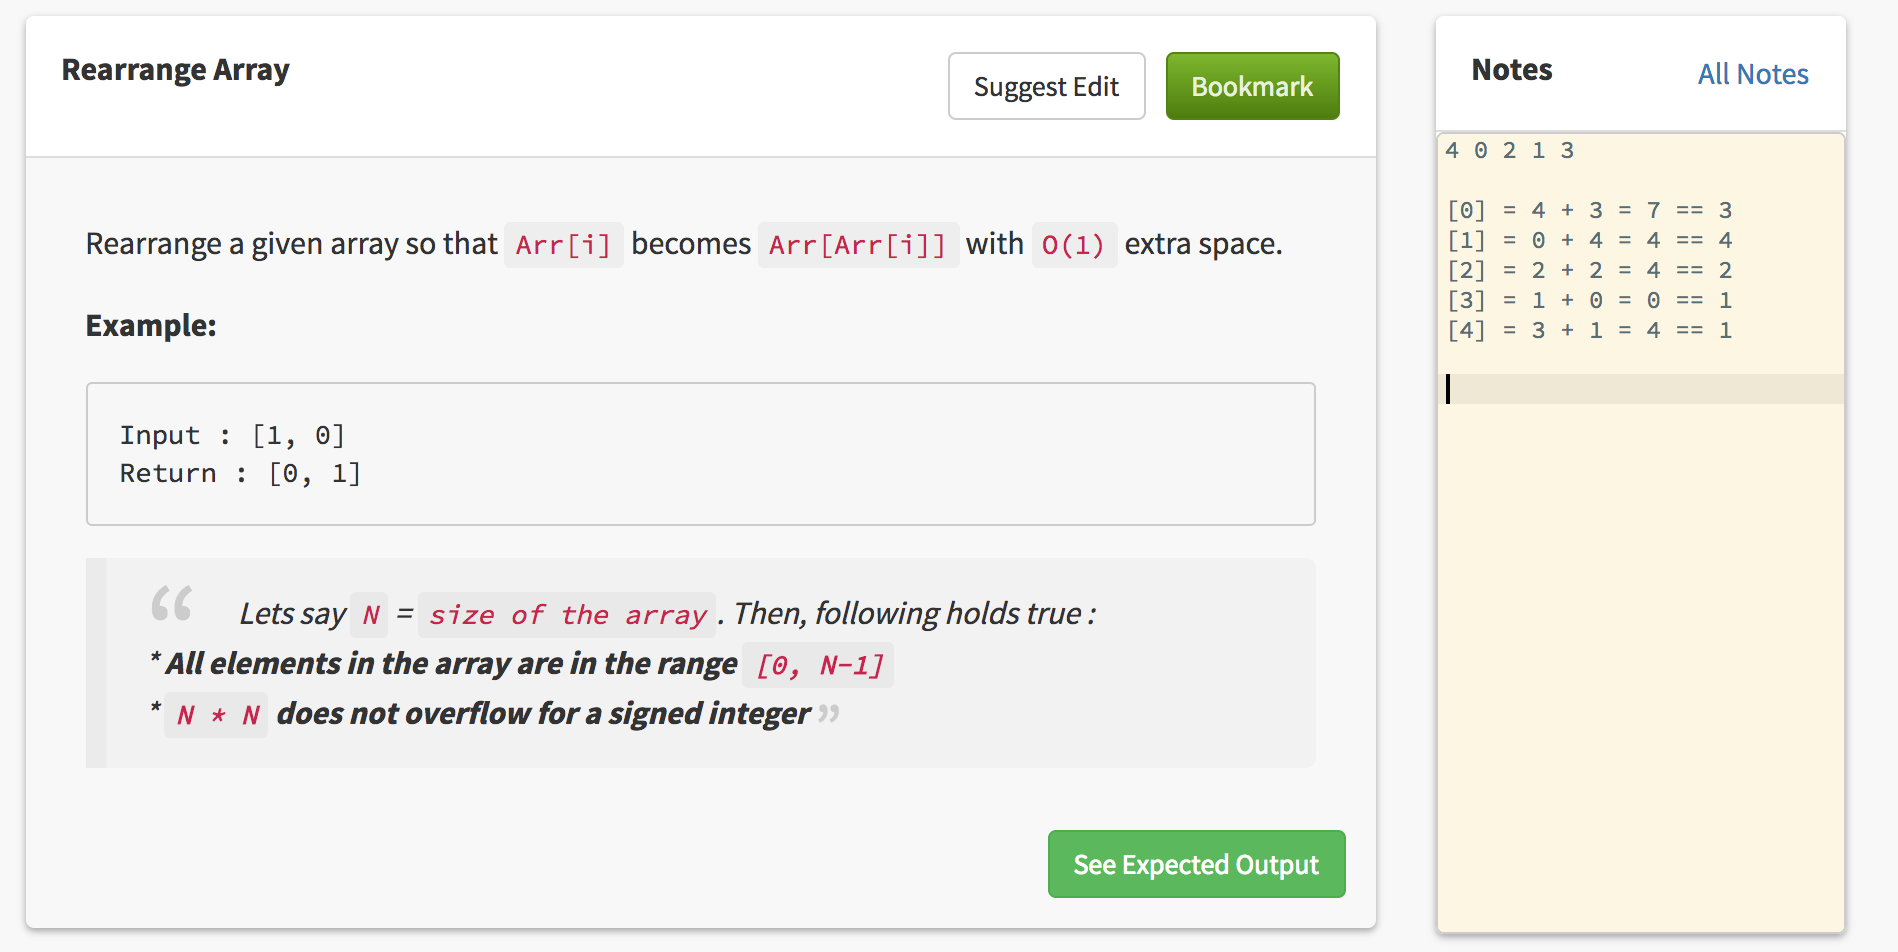 Rearrange Array
Suggest Edit
Bookmark
Rearrange a given array so that Arr[i] becomes Arr[Arr[i]] with O(1) extra space.
Example:
Input : [1, 0]
Return : [0, 1]
“ Lets say N = size of the array. Then, following holds true :
* All elements in the array are in the range [0, N-1]
* N * N does not overflow for a signed integer ”
See Expected Output
Notes
All Notes
4 0 2 1 3
[0] = 4 + 3 = 7 == 3
[1] = 0 + 4 = 4 == 4
[2] = 2 + 2 = 4 == 2
[3] = 1 + 0 = 0 == 1
[4] = 3 + 1 = 4 == 1